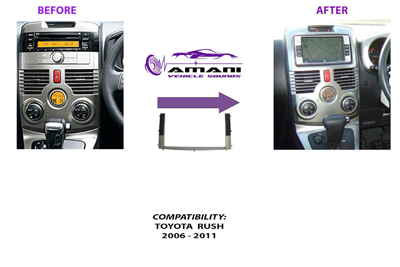 BEFORE
AFTER
AMANI
VEHICLE SOUNDS
COMPATIBILITY:
TOYOTA RUSH
2006 - 2011